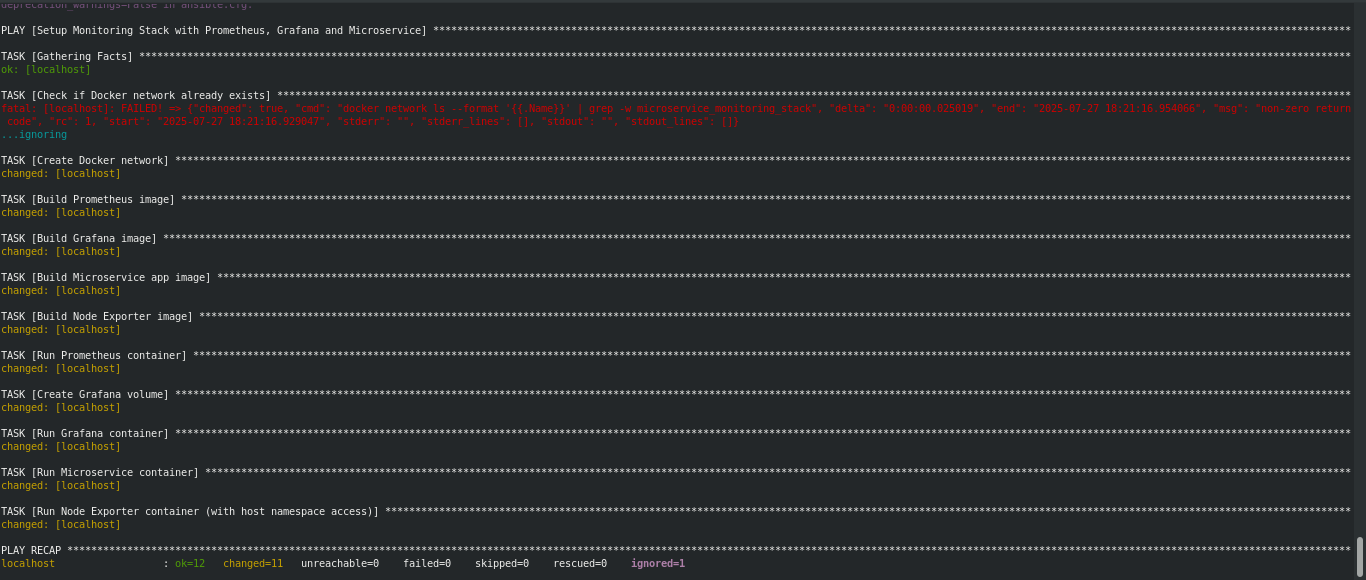 deprecation_warnings=False in ansible.cfg.
PLAY [Setup Monitoring Stack with Prometheus, Grafana and Microservice] *********************************************************************************************************************************************************
TASK [Gathering Facts] **********************************************************************************************************************************************************************************************************
ok: [localhost]
TASK [Check if Docker network already exists] ***********************************************************************************************************************************************************************************
fatal: [localhost]: FAILED! => {"changed": true, "cmd": "docker network ls --format '{{.Name}}' | grep -w microservice_monitoring_stack", "delta": "0:00:00.025019", "end": "2025-07-27 18:21:16.954066", "msg": "non-zero return
code", "rc": 1, "start": "2025-07-27 18:21:16.929047", "stderr": "", "stderr_lines": [], "stdout": "", "stdout_lines": []}
...ignoring
TASK [Create Docker network] ****************************************************************************************************************************************************************************************************
changed: [localhost]
TASK [Build Prometheus image] ***************************************************************************************************************************************************************************************************
changed: [localhost]
TASK [Build Grafana image] ******************************************************************************************************************************************************************************************************
changed: [localhost]
TASK [Build Microservice app image] *********************************************************************************************************************************************************************************************
changed: [localhost]
TASK [Build Node Exporter image] ************************************************************************************************************************************************************************************************
changed: [localhost]
TASK [Run Prometheus container] *************************************************************************************************************************************************************************************************
changed: [localhost]
TASK [Create Grafana volume] ****************************************************************************************************************************************************************************************************
changed: [localhost]
TASK [Run Grafana container] ****************************************************************************************************************************************************************************************************
changed: [localhost]
TASK [Run Microservice container] ***********************************************************************************************************************************************************************************************
changed: [localhost]
TASK [Run Node Exporter container (with host namespace access)] *****************************************************************************************************************************************************************
changed: [localhost]
PLAY RECAP **********************************************************************************************************************************************************************************************************************
localhost                  : ok=12   changed=11   unreachable=0    failed=0    skipped=0    rescued=0    ignored=1